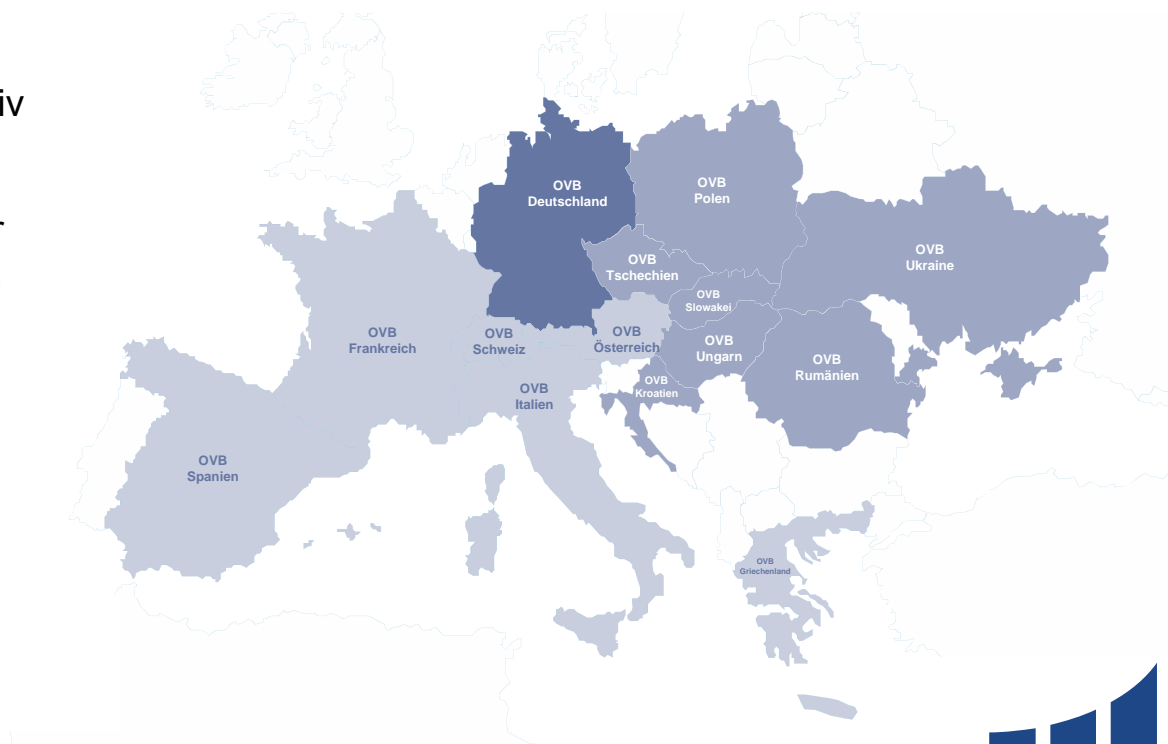 iv
OVB
Deutschland
OVB
Polen
OVB
Ukraine
OVB
Tschechien
OVB
Slowakei
OVB
Frankreich
OVB
Schweiz
OVB
Österreich
OVB
Ungarn
OVB
Rumänien
OVB
Kroatien
OVB
Italien
OVB
Spanien
OVB
Griechenland